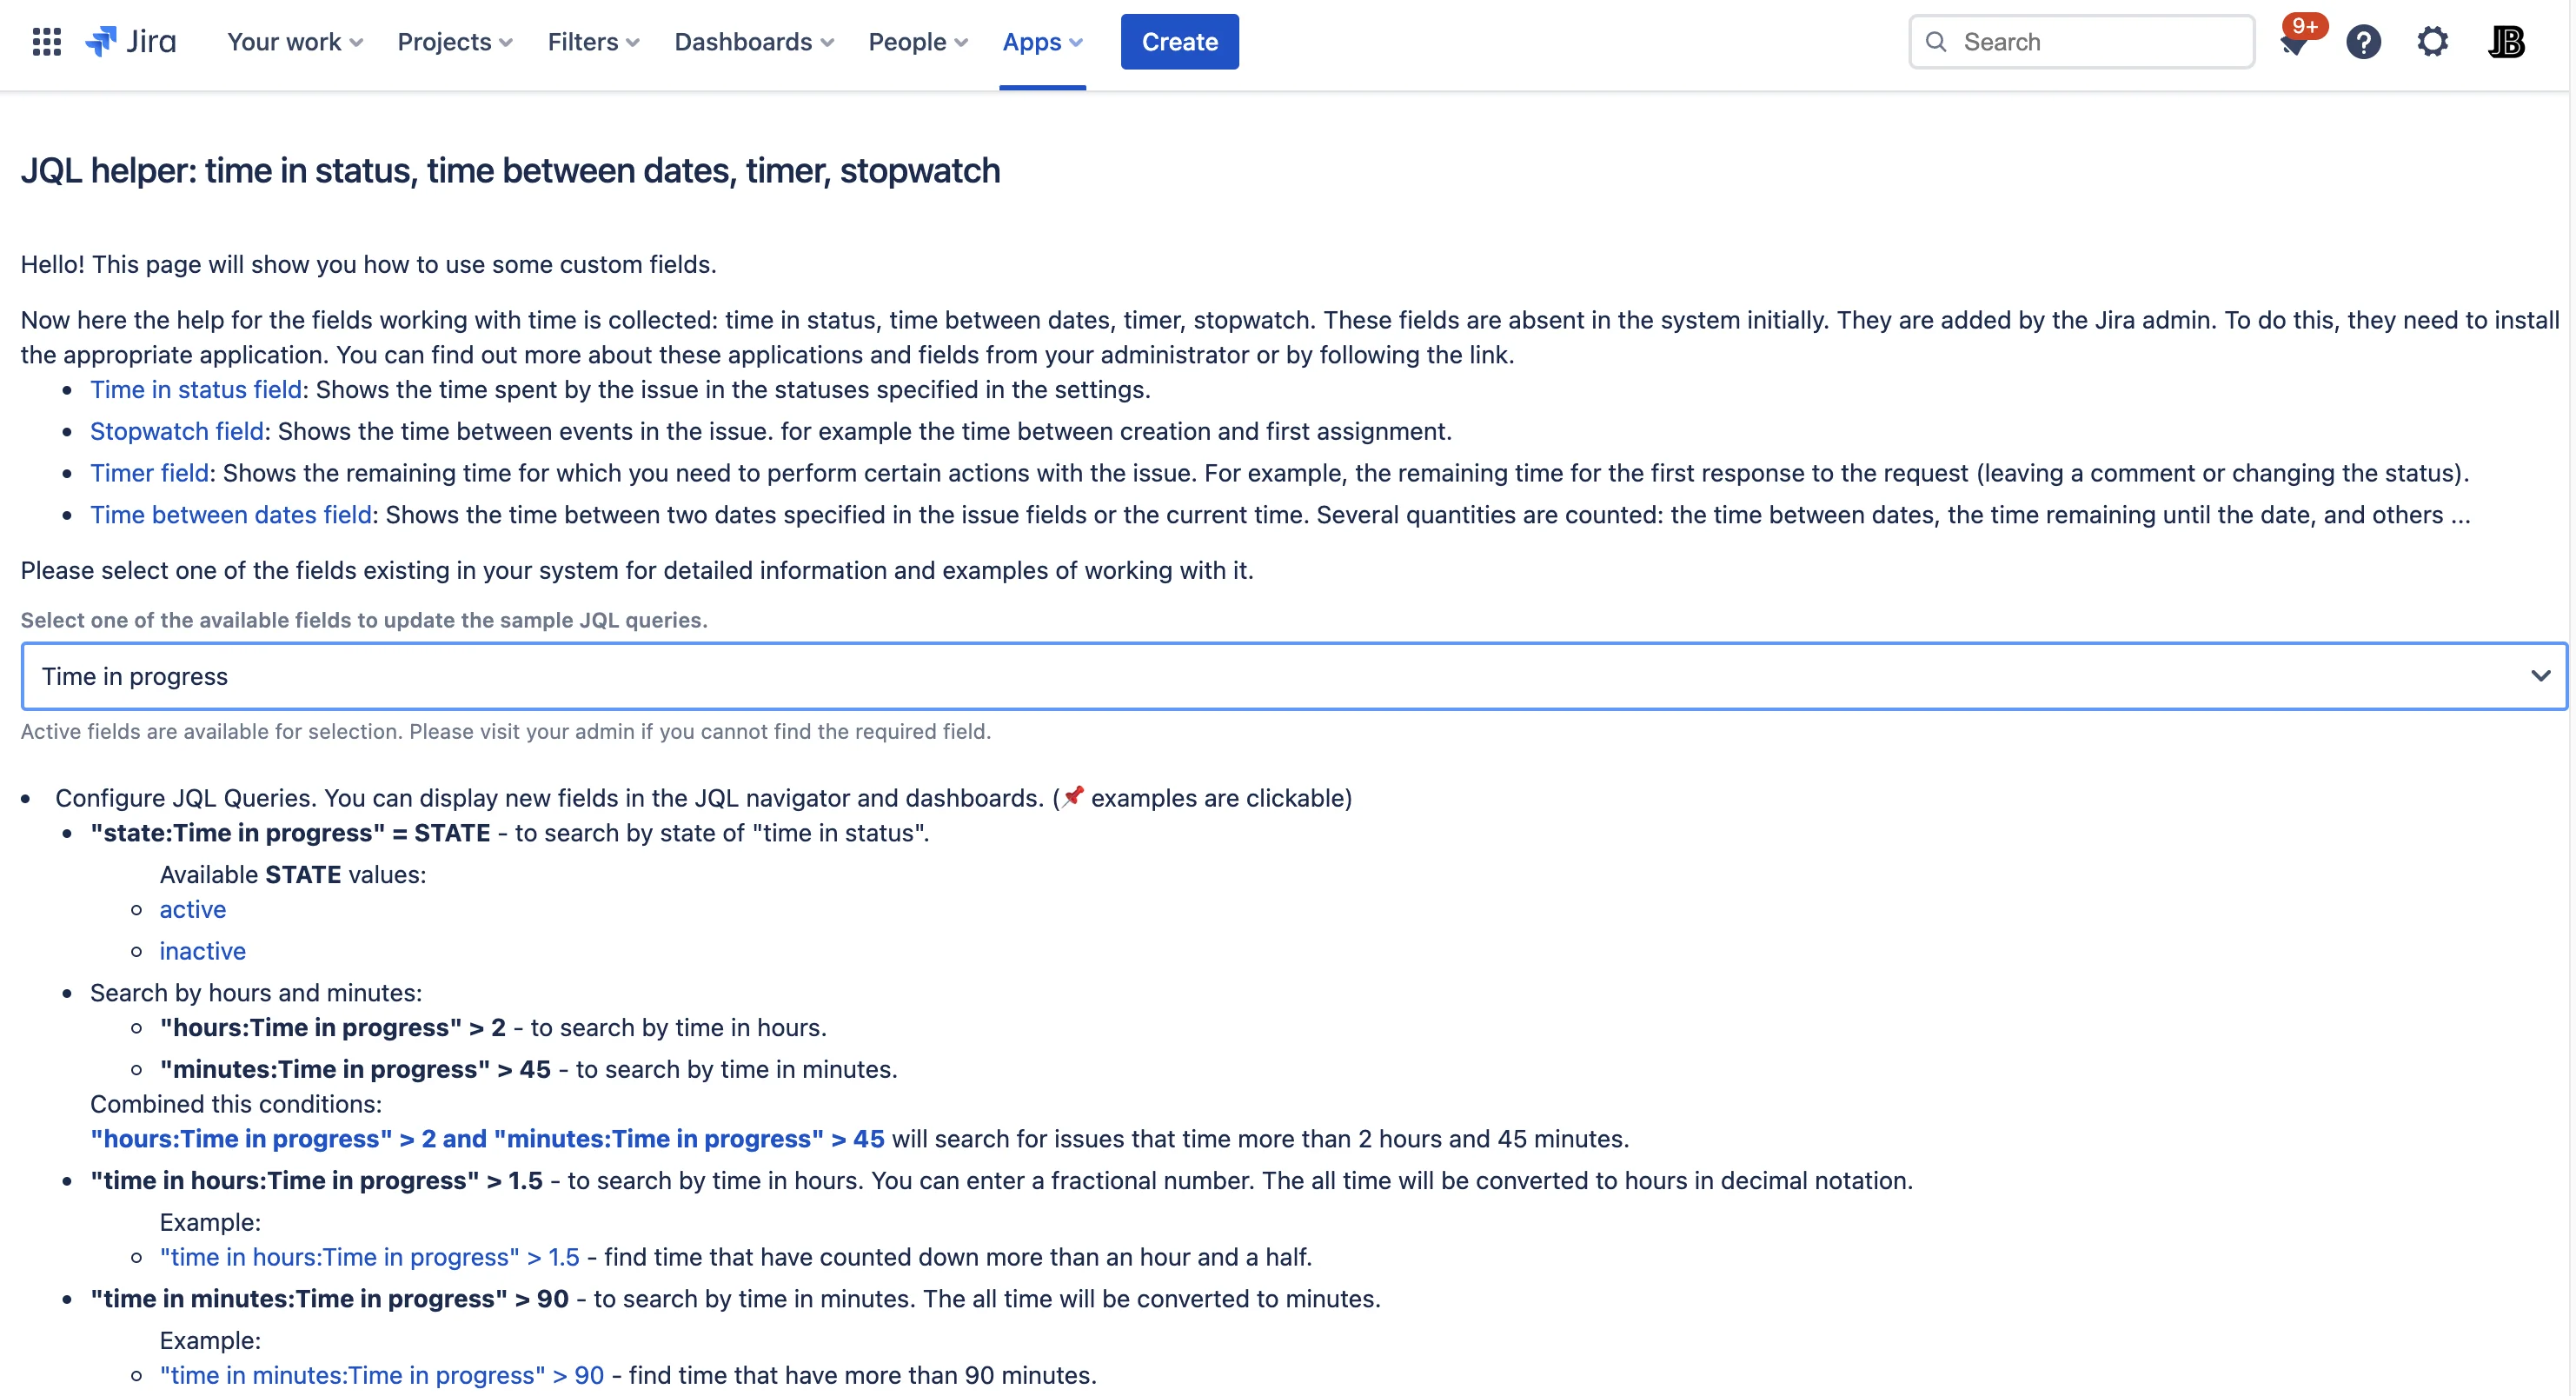 Jira Your work Projects Filters Dashboards People Apps Create Search 9+ ? JB
JQL helper: time in status, time between dates, timer, stopwatch
Hello! This page will show you how to use some custom fields.
Now here the help for the fields working with time is collected: time in status, time between dates, timer, stopwatch. These fields are absent in the system initially. They are added by the Jira admin. To do this, they need to install
the appropriate application. You can find out more about these applications and fields from your administrator or by following the link.
• Time in status field: Shows the time spent by the issue in the statuses specified in the settings.
• Stopwatch field: Shows the time between events in the issue. for example the time between creation and first assignment.
• Timer field: Shows the remaining time for which you need to perform certain actions with the issue. For example, the remaining time for the first response to the request (leaving a comment or changing the status).
• Time between dates field: Shows the time between two dates specified in the issue fields or the current time. Several quantities are counted: the time between dates, the time remaining until the date, and others ...
Please select one of the fields existing in your system for detailed information and examples of working with it.
Select one of the available fields to update the sample JQL queries.
Time in progress
Active fields are available for selection. Please visit your admin if you cannot find the required field.
• Configure JQL Queries. You can display new fields in the JQL navigator and dashboards. (📌 examples are clickable)
• "state:Time in progress" = STATE - to search by state of "time in status".
Available STATE values:
○ active
○ inactive
• Search by hours and minutes:
○ "hours:Time in progress" > 2 - to search by time in hours.
○ "minutes:Time in progress" > 45 - to search by time in minutes.
Combined this conditions:
"hours:Time in progress" > 2 and "minutes:Time in progress" > 45 will search for issues that time more than 2 hours and 45 minutes.
• "time in hours:Time in progress" > 1.5 - to search by time in hours. You can enter a fractional number. The all time will be converted to hours in decimal notation.
Example:
○ "time in hours:Time in progress" > 1.5 - find time that have counted down more than an hour and a half.
• "time in minutes:Time in progress" > 90 - to search by time in minutes. The all time will be converted to minutes.
Example:
○ "time in minutes:Time in progress" > 90 - find time that have more than 90 minutes.